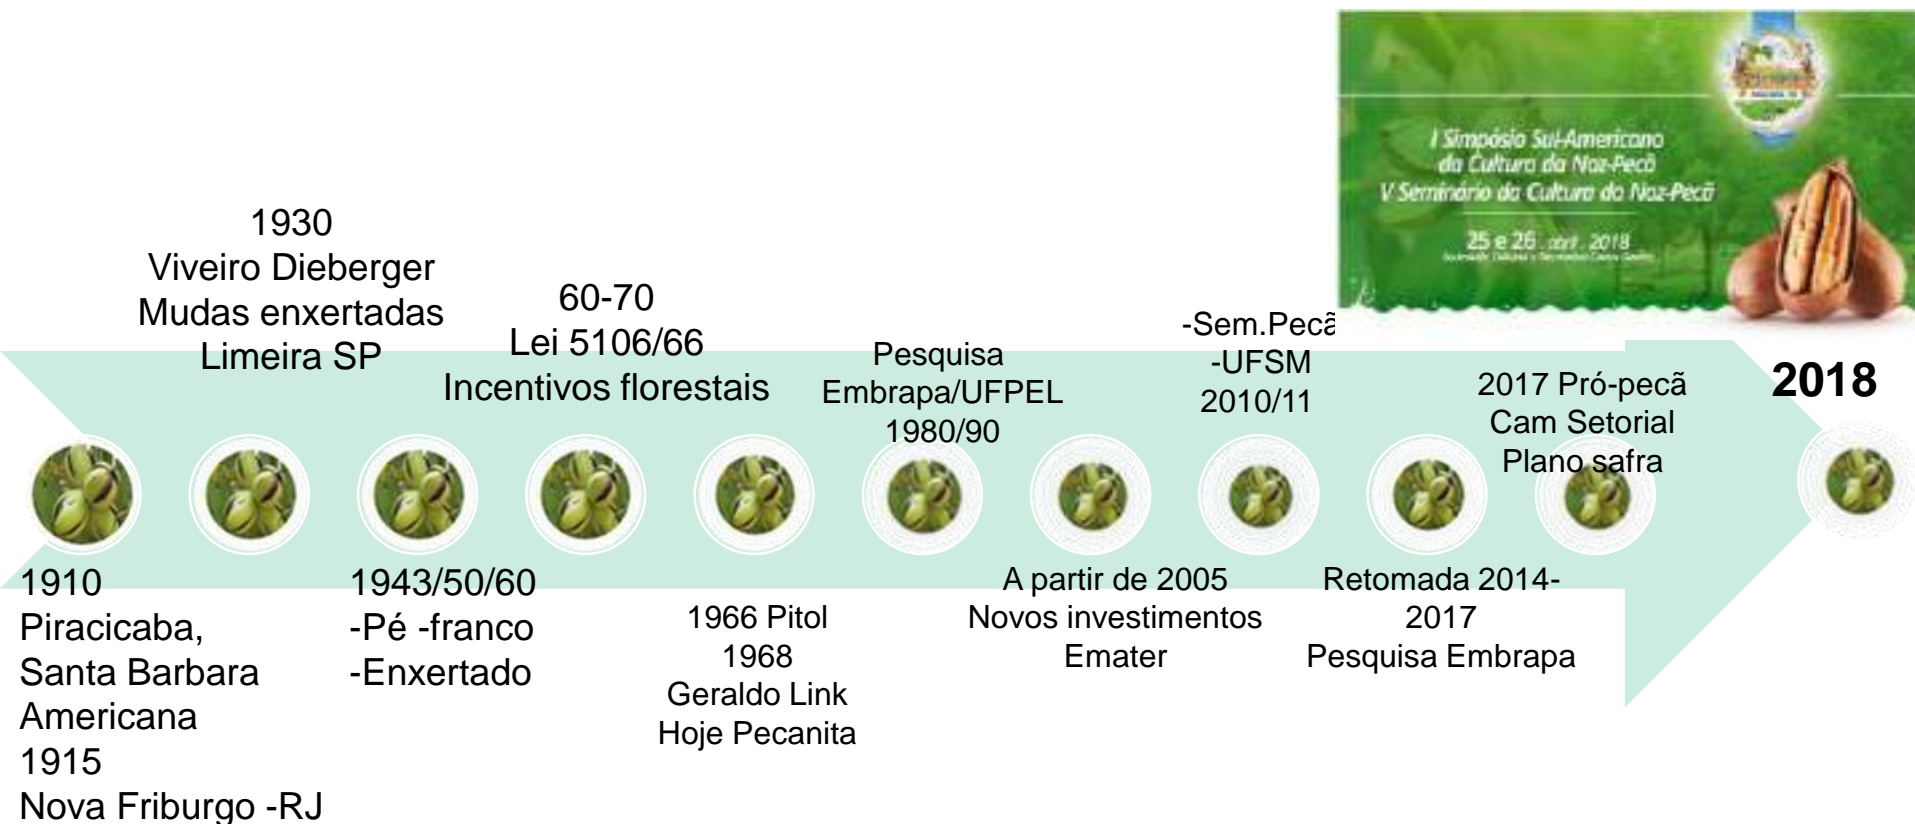 I Simpósio Sul-Americano
da Cultura da Noz-Pecã
V Seminário da Cultura da Noz-Pecã
25 e 26 . abril . 2018
1930
Viveiro Dieberger
Mudas enxertadas
Limeira SP
60-70
Lei 5106/66
Incentivos florestais
Pesquisa
Embrapa/UFPEL
1980/90
-Sem.Pecã
-UFSM
2010/11
2017 Pró-pecã
Cam Setorial
Plano safra
2018
1910
Piracicaba,
Santa Barbara
Americana
1915
Nova Friburgo -RJ
1943/50/60
-Pé -franco
-Enxertado
1966 Pitol
1968
Geraldo Link
Hoje Pecanita
A partir de 2005
Novos investimentos
Emater
Retomada 2014-
2017
Pesquisa Embrapa